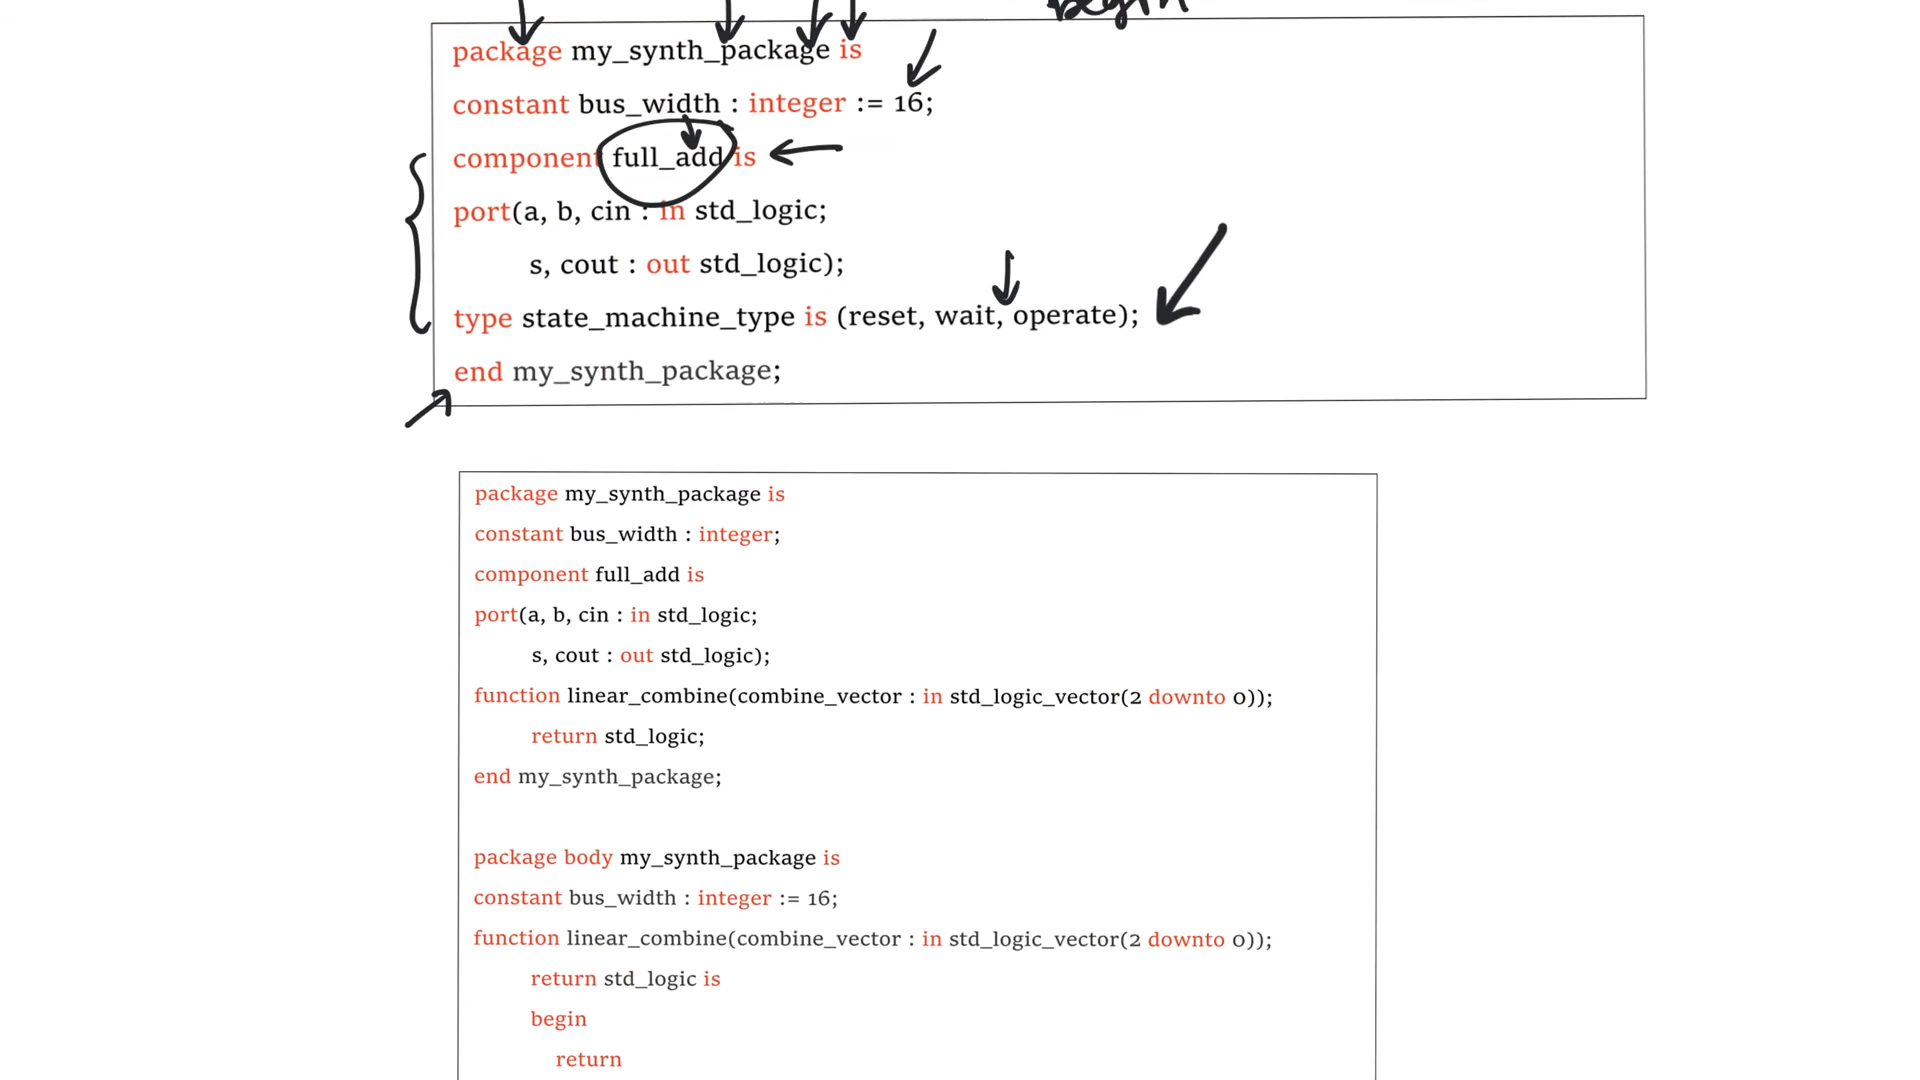 begin
package my_synth_package is
constant bus_width : integer := 16;
component full_add is
port(a, b, cin : in std_logic;
s, cout : out std_logic);
type state_machine_type is (reset, wait, operate);
end my_synth_package;
package my_synth_package is
constant bus_width : integer;
component full_add is
port(a, b, cin : in std_logic;
s, cout : out std_logic);
function linear_combine(combine_vector : in std_logic_vector(2 downto 0));
return std_logic;
end my_synth_package;
package body my_synth_package is
constant bus_width : integer := 16;
function linear_combine(combine_vector : in std_logic_vector(2 downto 0));
return std_logic is
begin
return